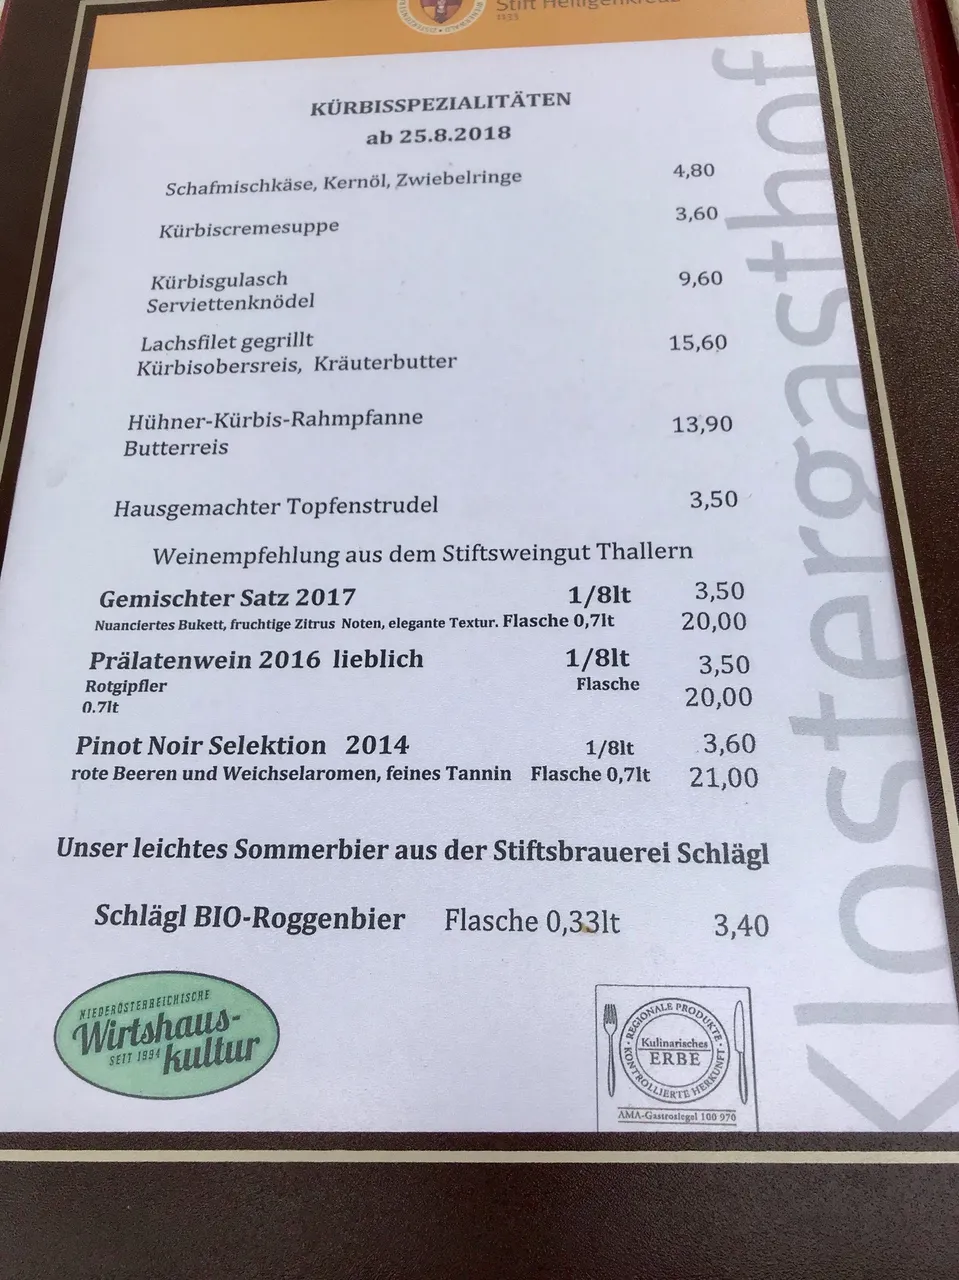 Stift Heiligenkreuz
1133
KÜRBISSPEZIALITÄTEN
ab 25.8.2018
Schafmischkäse, Kernöl, Zwiebelringe 4,80
Kürbiscremesuppe 3,60
Kürbisgulasch 9,60
Serviettenknödel
Lachsfilet gegrillt 15,60
Kürbisobersreis, Kräuterbutter
Hühner-Kürbis-Rahmpfanne 13,90
Butterreis
Hausgemachter Topfenstrudel 3,50
Weinempfehlung aus dem Stiftsweingut Thallern
Gemischter Satz 2017 1/8lt 3,50
Nuanciertes Bukett, fruchtige Zitrus Noten, elegante Textur. Flasche 0,7lt 20,00
Prälatenwein 2016 lieblich 1/8lt 3,50
Rotgipfler Flasche 20,00
0.7lt
Pinot Noir Selektion 2014 1/8lt 3,60
rote Beeren und Weichselaromen, feines Tannin Flasche 0,7lt 21,00
Unser leichtes Sommerbier aus der Stiftsbrauerei Schlägl
Schlägl BIO-Roggenbier Flasche 0,33lt 3,40
Klostergasthof
NIEDERÖSTERREICHISCHE
Wirtshaus-
SEIT 1994 kultur
REGIONALE PRODUKTE
Kulinarisches
ERBE
KONTROLLIERTE HERKUNFT
AMA-Gastrosiegel 100 970